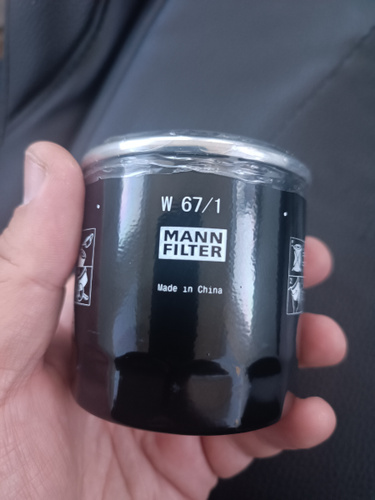 W 67/1
MANN
FILTER
Made in China